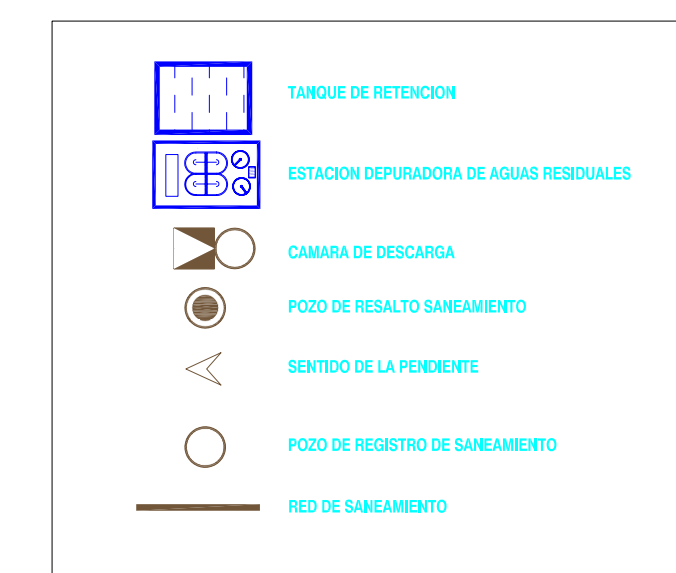 TANQUE DE RETENCION
ESTACION DEPURADORA DE AGUAS RESIDUALES
CAMARA DE DESCARGA
POZO DE RESALTO SANEAMIENTO
SENTIDO DE LA PENDIENTE
POZO DE REGISTRO DE SANEAMIENTO
RED DE SANEAMIENTO